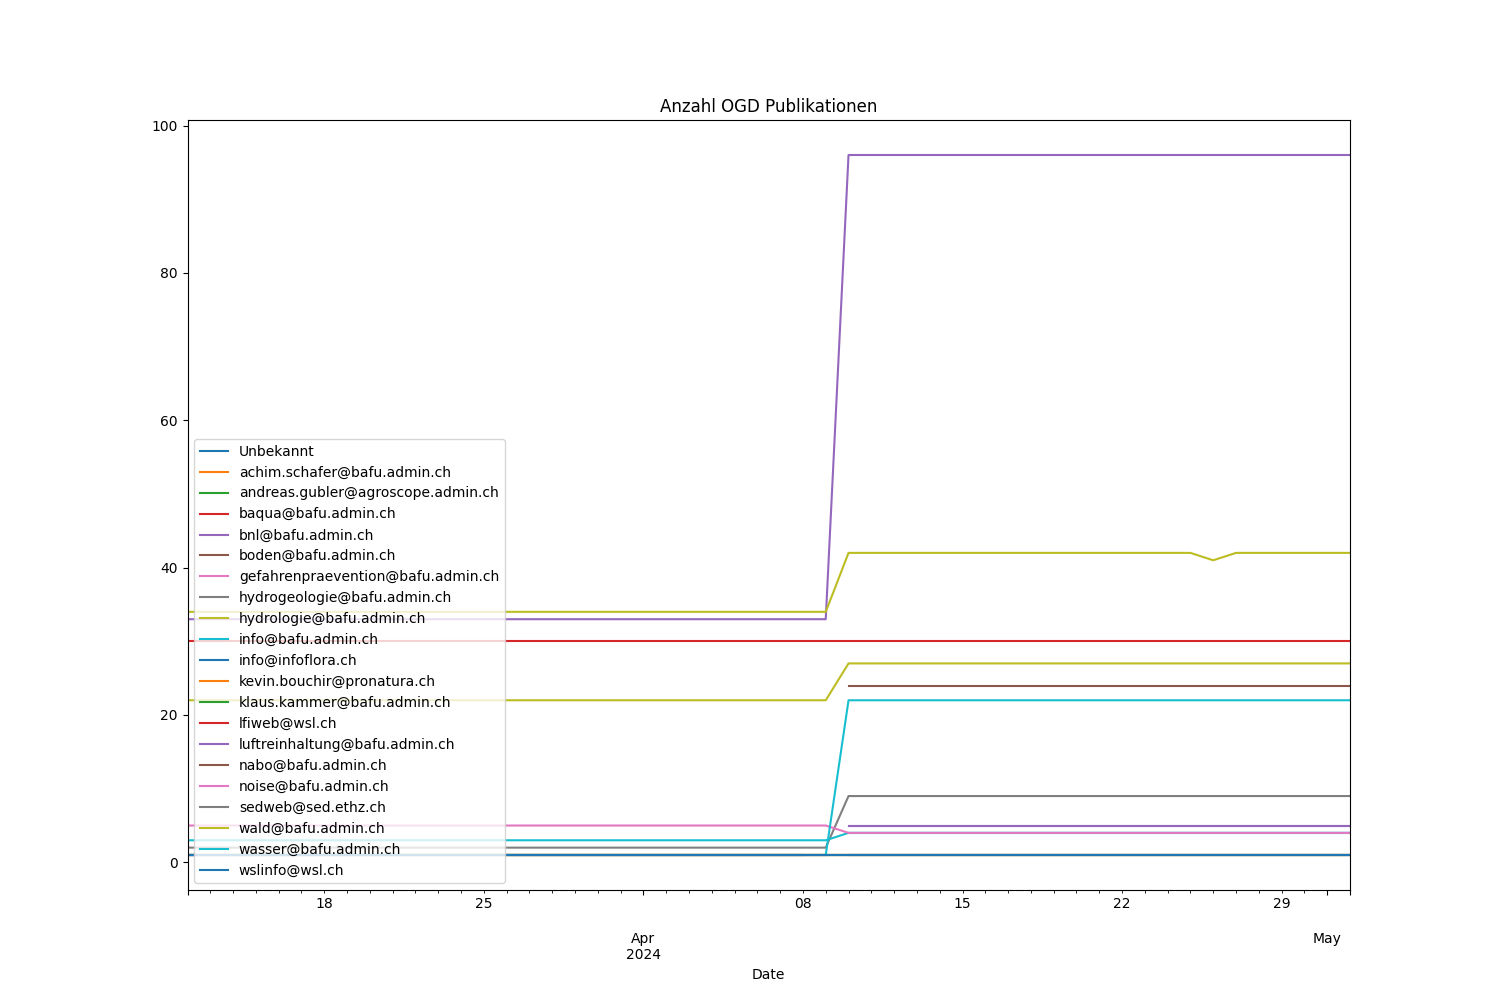 Anzahl OGD Publikationen
100
80
60
40
20
0
Unbekannt
achim.schafer@bafu.admin.ch
andreas.gubler@agroscope.admin.ch
baqua@bafu.admin.ch
bnl@bafu.admin.ch
boden@bafu.admin.ch
gefahrenpraevention@bafu.admin.ch
hydrogeologie@bafu.admin.ch
hydrologie@bafu.admin.ch
info@bafu.admin.ch
info@infoflora.ch
kevin.bouchir@pronatura.ch
klaus.kammer@bafu.admin.ch
lfiweb@wsl.ch
luftreinhaltung@bafu.admin.ch
nabo@bafu.admin.ch
noise@bafu.admin.ch
sedweb@sed.ethz.ch
wald@bafu.admin.ch
wasser@bafu.admin.ch
wslinfo@wsl.ch
18 25 08 15 22 29
Apr May
2024
Date